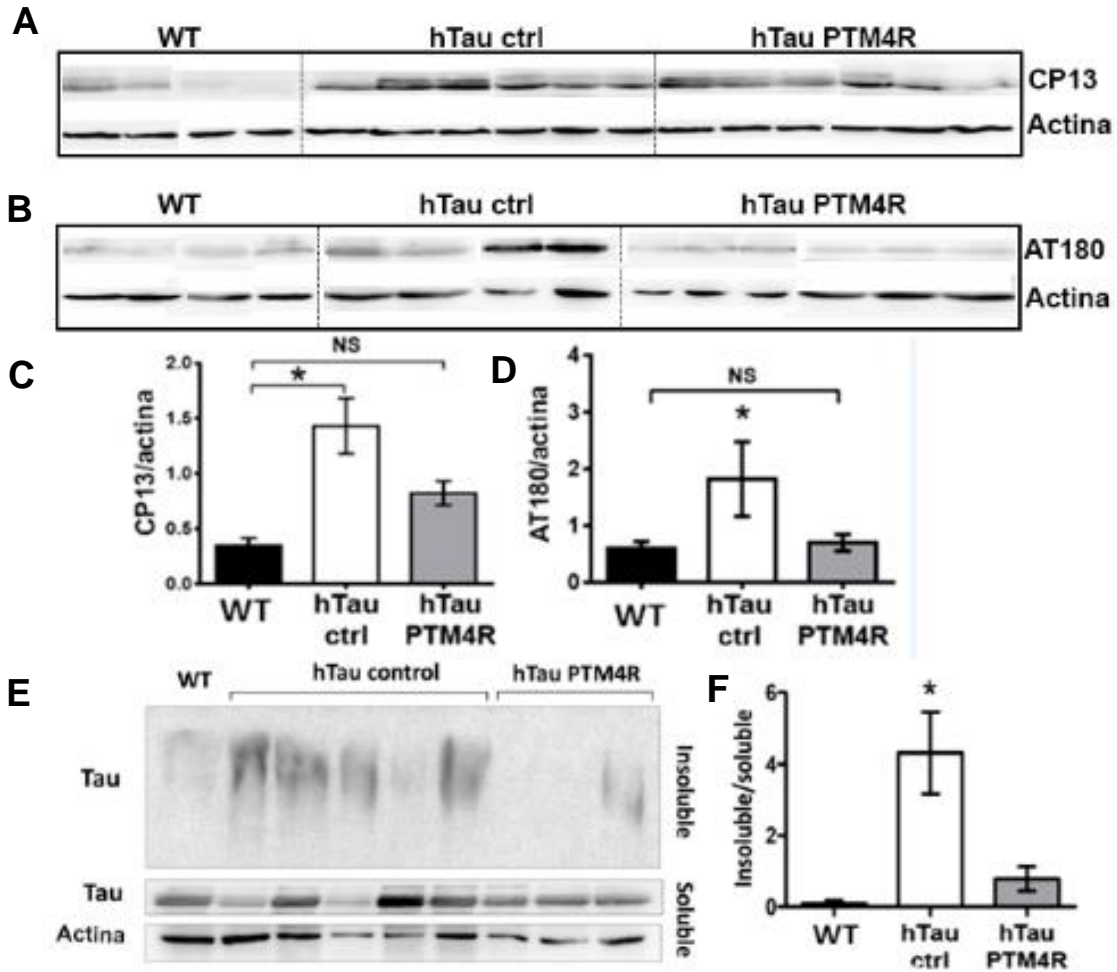 A
WT hTau ctrl hTau PTM4R
CP13
Actina
B
WT hTau ctrl hTau PTM4R
AT180
Actina
C
NS
*
2.0
1.5
1.0
0.5
0.0
CP13/actina
WT hTau ctrl hTau PTM4R
D
NS
*
4
3
2
1
0
AT180/actina
WT hTau ctrl hTau PTM4R
E
WT hTau control hTau PTM4R
Tau
Insoluble
Tau
Soluble
Actina
F
*
6
4
2
0
Insoluble/soluble
WT hTau ctrl hTau PTM4R